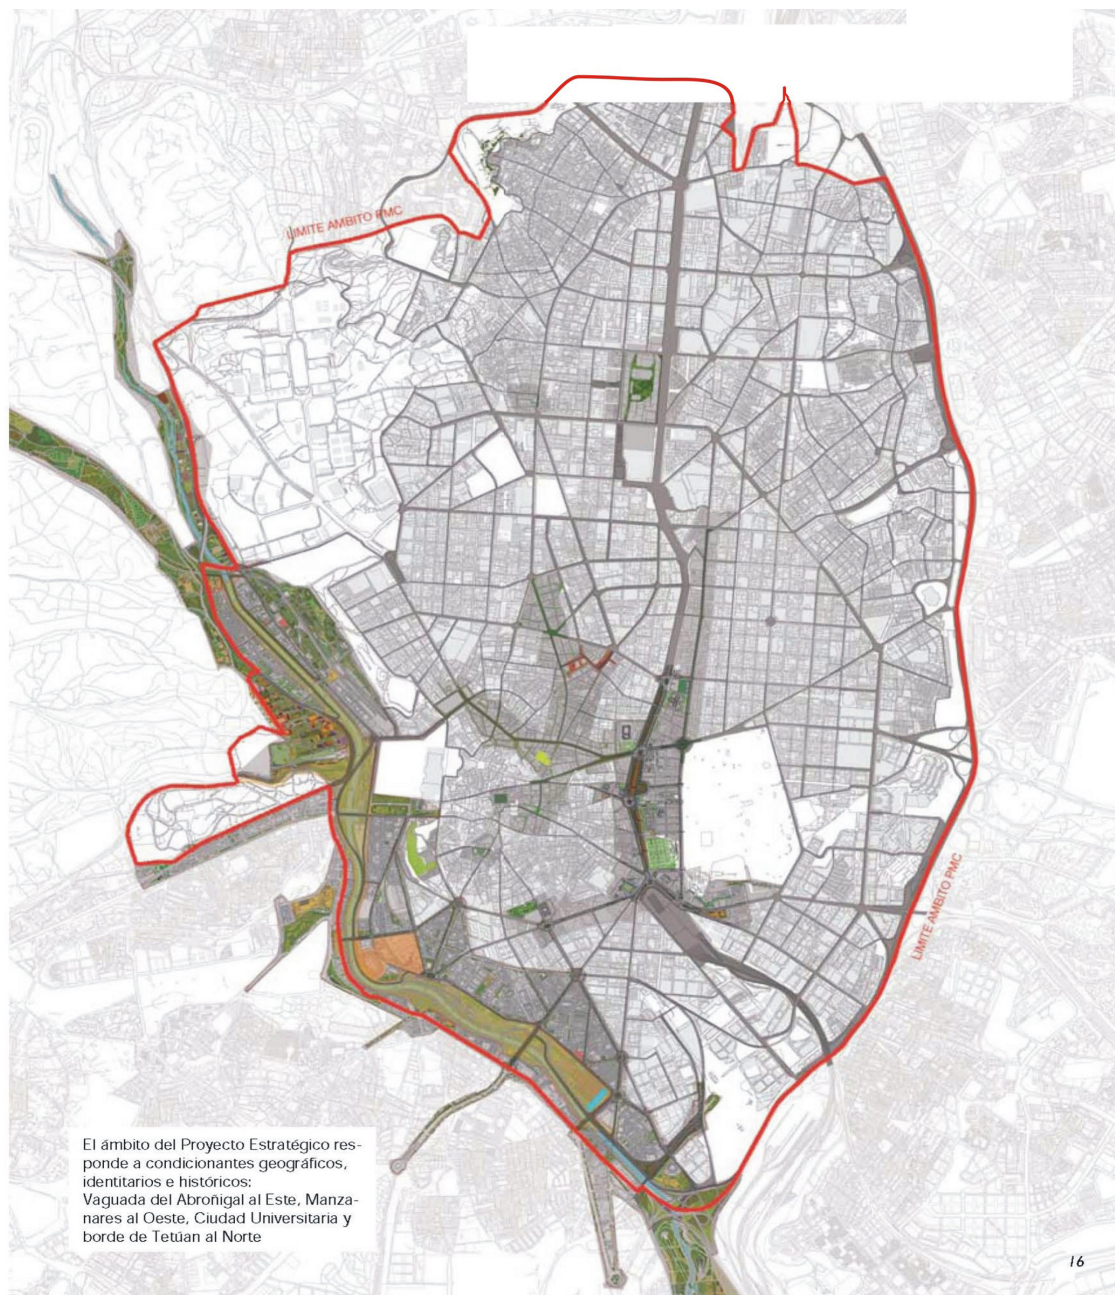 LIMITE AMBITO PMC
LIMITE AMBITO PMC
El ámbito del Proyecto Estratégico res-
ponde a condicionantes geográficos,
identitarios e históricos:
Vaguada del Abroñigal al Este, Manza-
nares al Oeste, Ciudad Universitaria y
borde de Tetúan al Norte
16